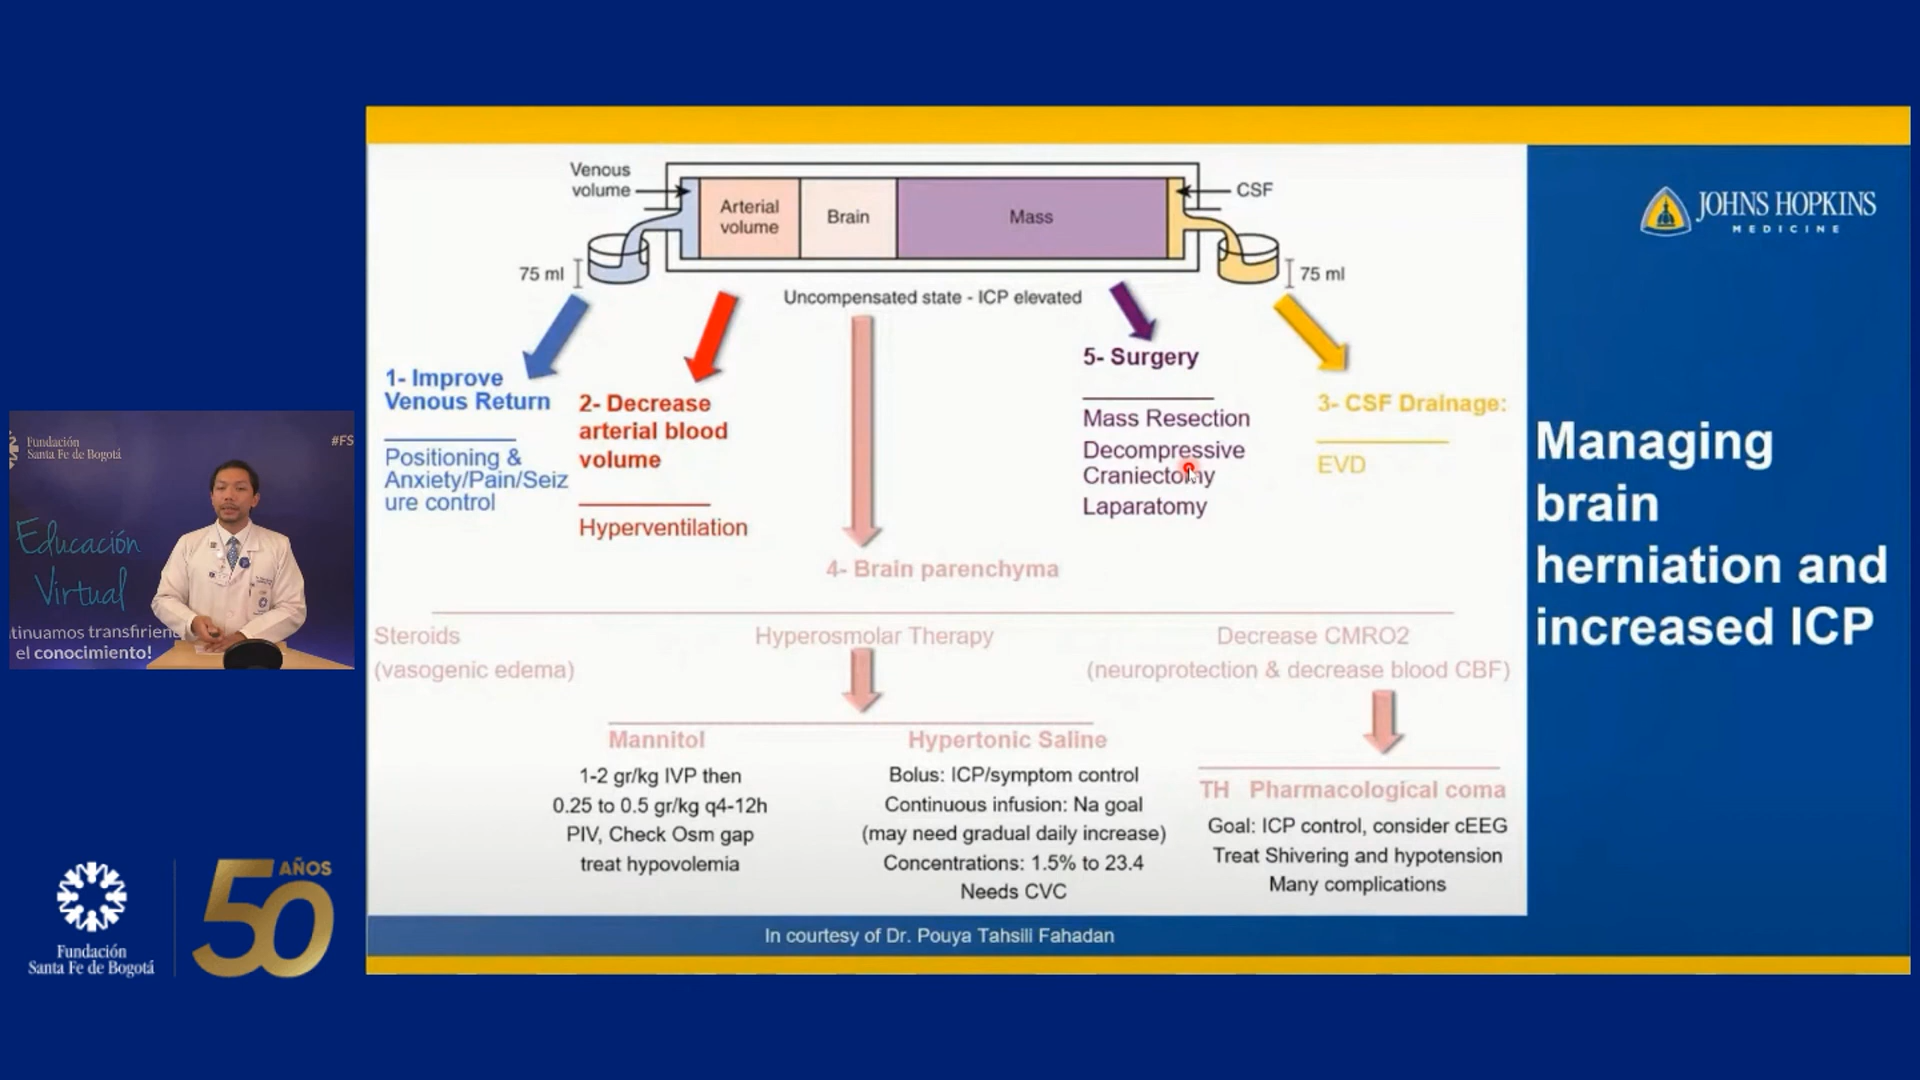 Venous
volume
Arterial
volume
Brain
Mass
CSF
75 ml
75 ml
Uncompensated state - ICP elevated
1- Improve
Venous Return
Positioning &
Anxiety/Pain/Seiz
ure control
2- Decrease
arterial blood
volume
Hyperventilation
5- Surgery
Mass Resection
Decompressive
Craniectomy
Laparatomy
3- CSF Drainage:
EVD
4- Brain parenchyma
Steroids
(vasogenic edema)
Hyperosmolar Therapy
Decrease CMRO2
(neuroprotection & decrease blood CBF)
Mannitol
1-2 gr/kg IVP then
0.25 to 0.5 gr/kg q4-12h
PIV, Check Osm gap
treat hypovolemia
Hypertonic Saline
Bolus: ICP/symptom control
Continuous infusion: Na goal
(may need gradual daily increase)
Concentrations: 1.5% to 23.4
Needs CVC
TH Pharmacological coma
Goal: ICP control, consider cEEG
Treat Shivering and hypotension
Many complications
In courtesy of Dr. Pouya Tahsili Fahadan
JOHNS HOPKINS
MEDICINE
Managing
brain
herniation and
increased ICP
Fundación
Santa Fe de Bogotá
#FS
Educación
Virtual
tinuamos transfirien
el conocimiento!
Fundación
Santa Fe de Bogotá
50 AÑOS